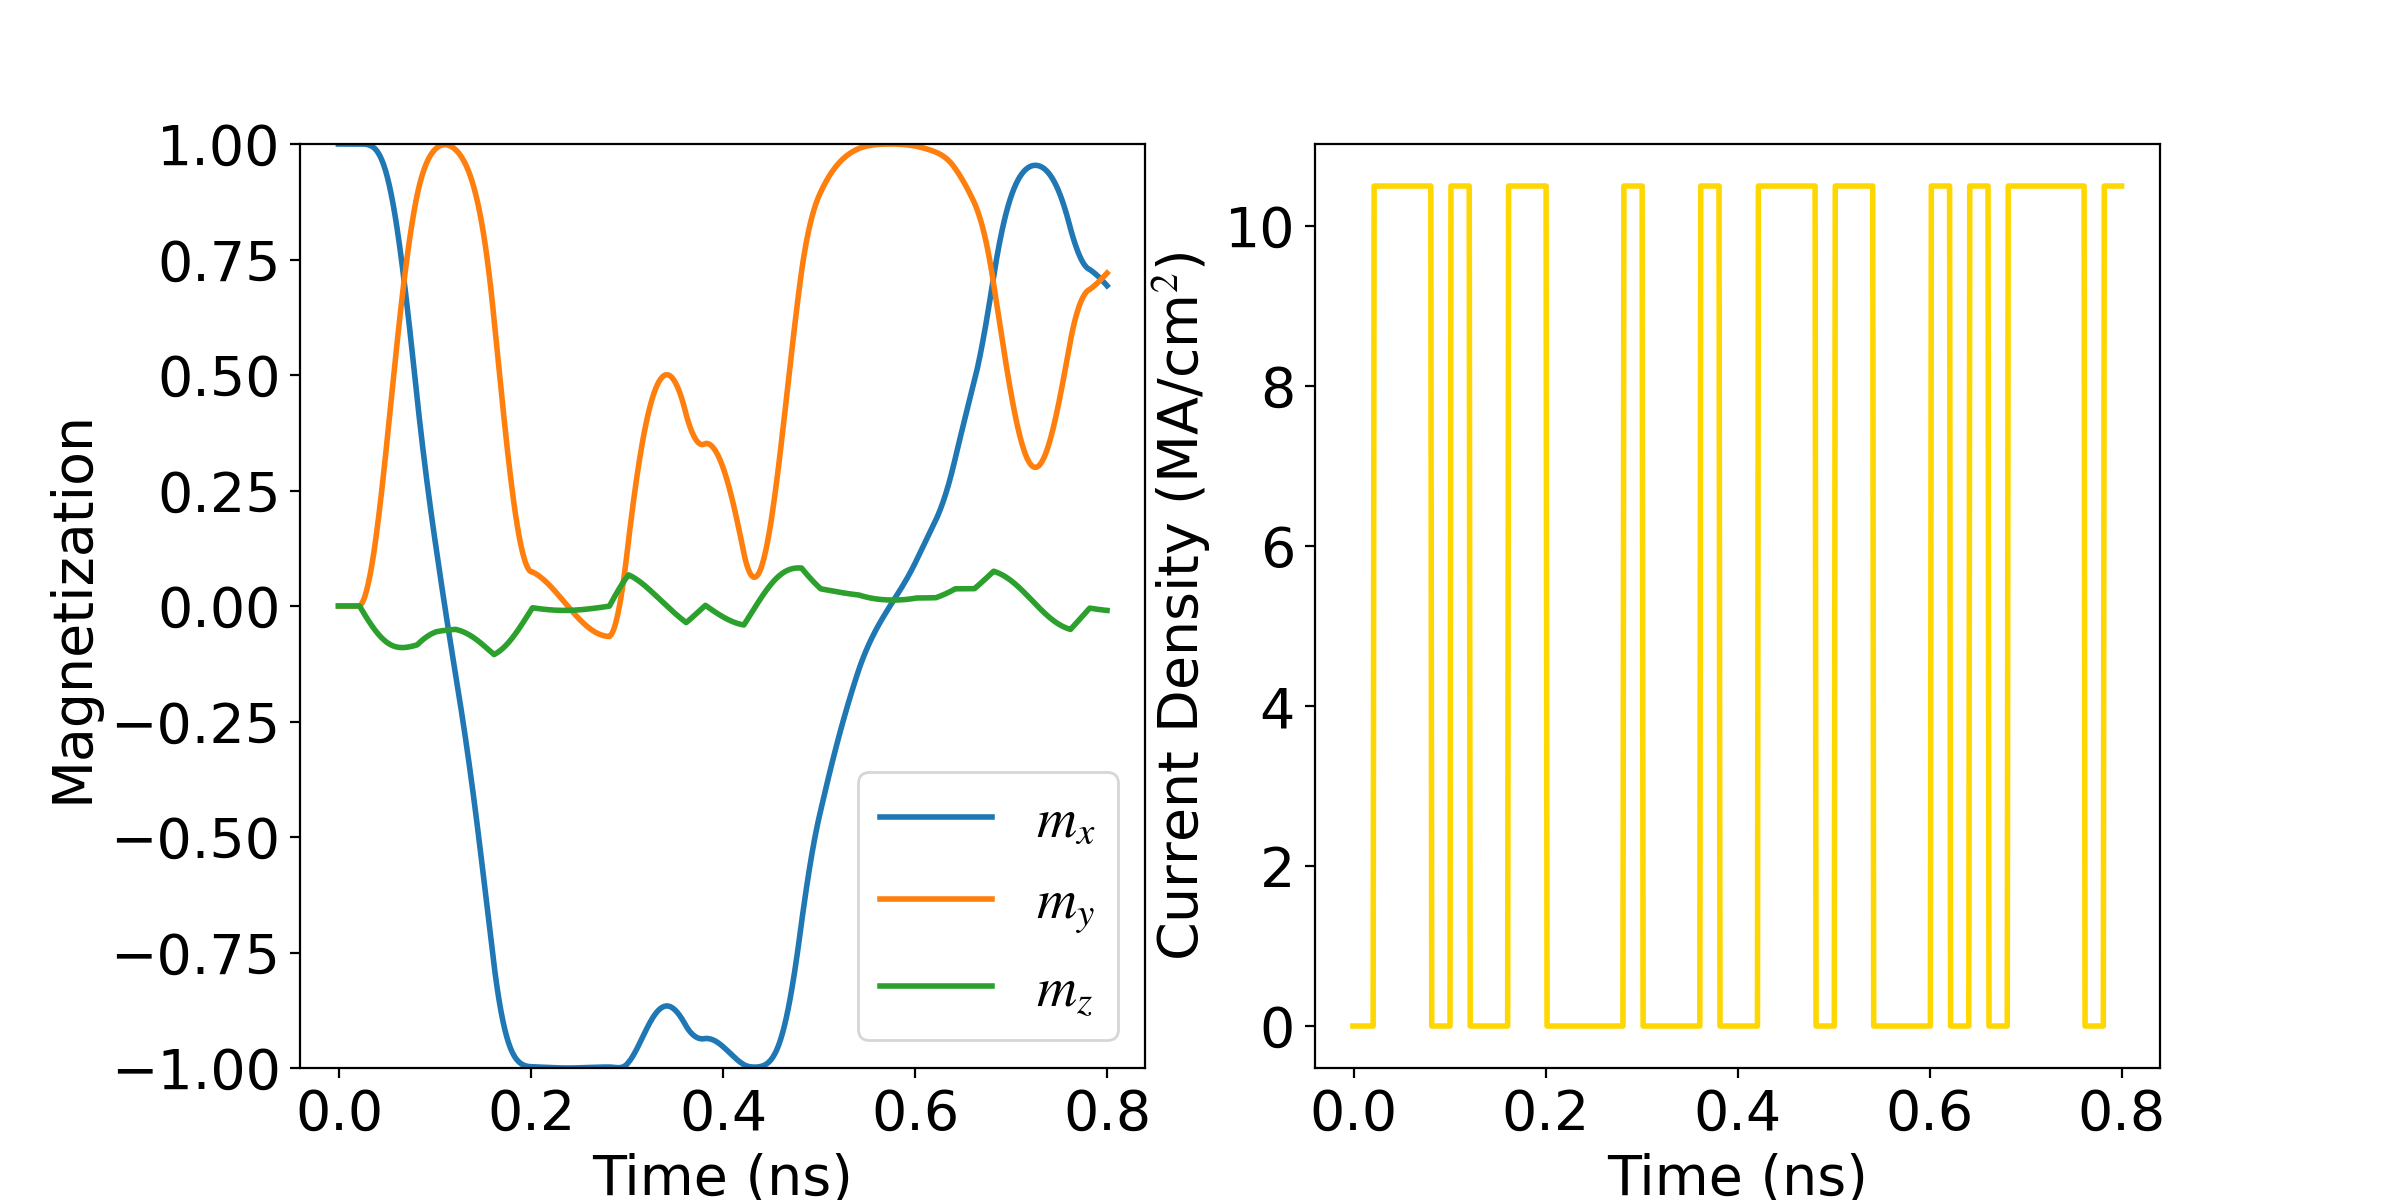 1.00
0.75
0.50
0.25
0.00
−0.25
−0.50
−0.75
−1.00
Magnetization
0.0 0.2 0.4 0.6 0.8
Time (ns)
m_x
m_y
m_z
10
8
6
4
2
0
Current Density (MA/cm²)
0.0 0.2 0.4 0.6 0.8
Time (ns)